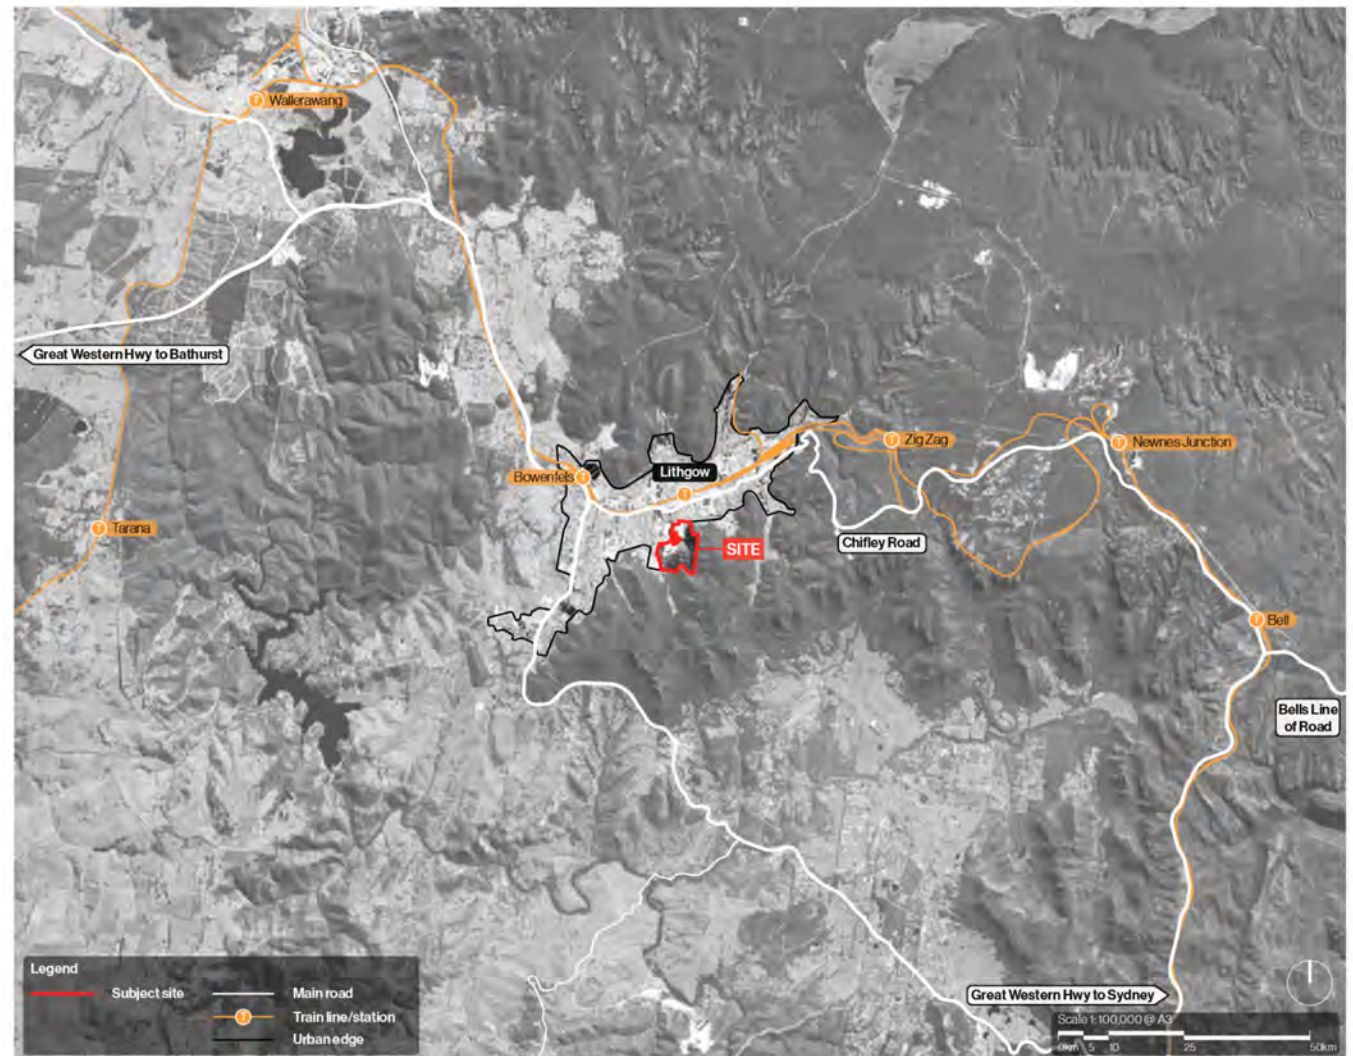 Wallerawang
Great Western Hwy to Bathurst
Zig Zag
Newnes Junction
Lithgow
Bowenfels
Tarana
Chifley Road
SITE
Bell
Bells Line
of Road
Great Western Hwy to Sydney
Legend
Subject site
Main road
Train line/station
Urban edge
Scale 1:100,000 @ A3
0km 5 10 25 50km